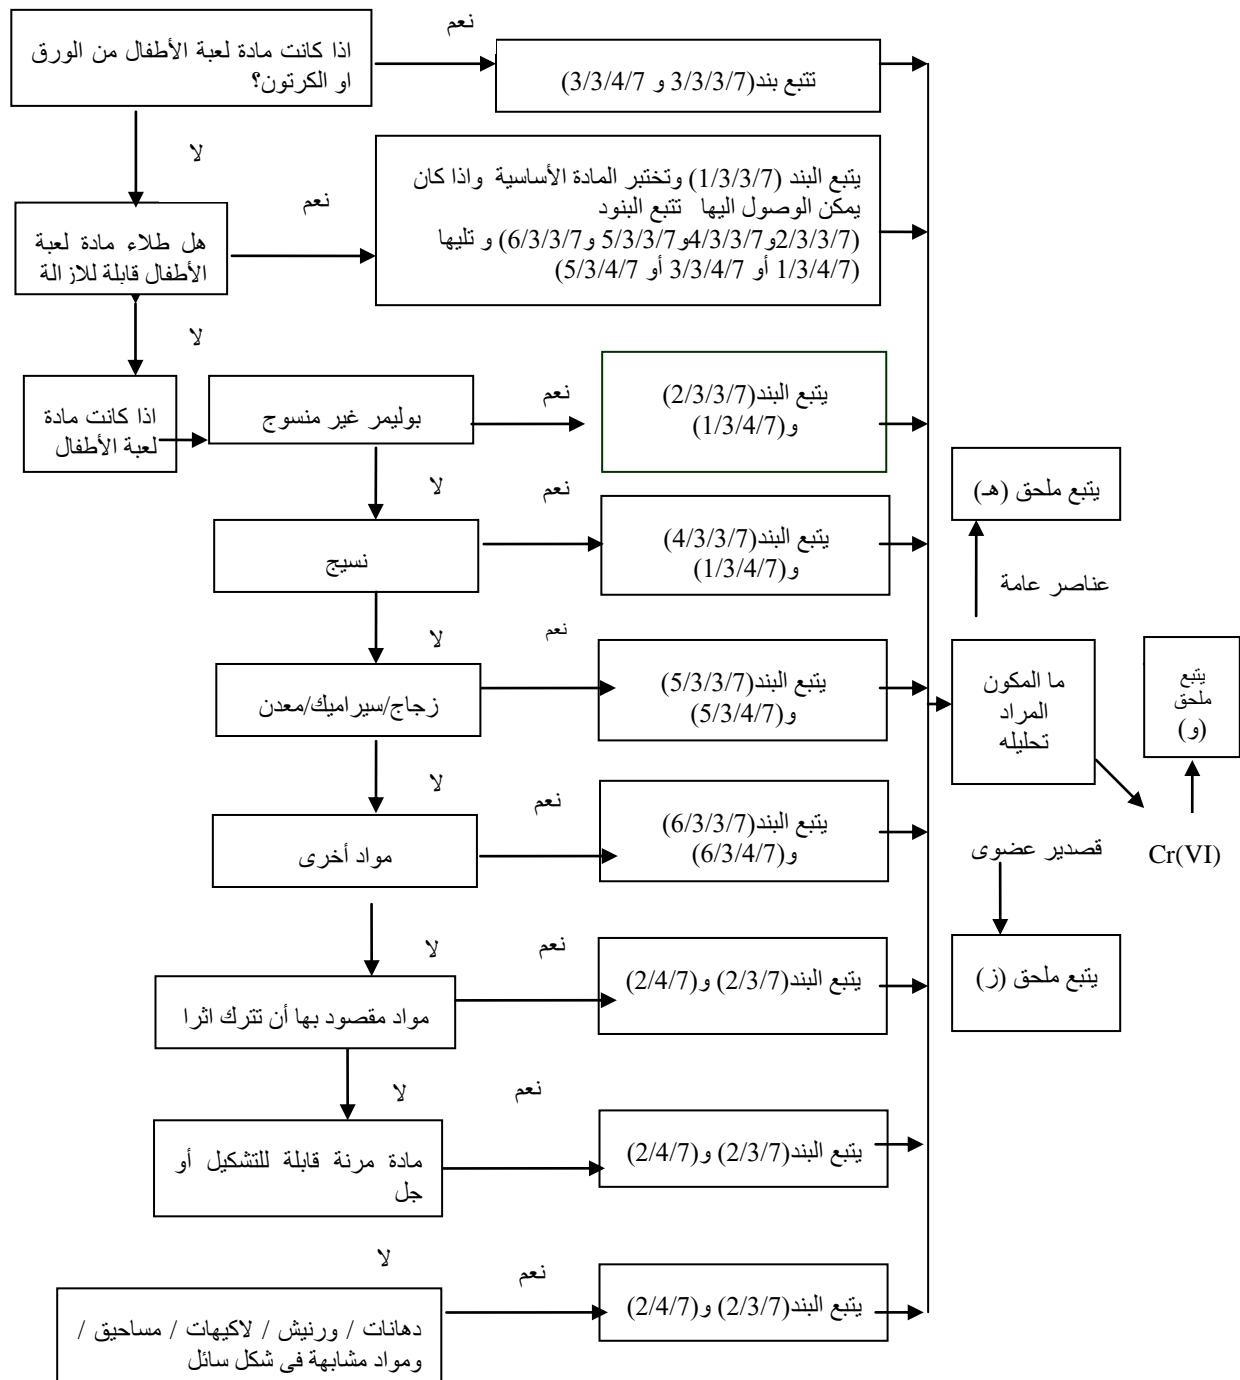 نعم
اذا كانت مادة لعبة الأطفال من الورق
او الكرتون؟
تتبع بند(3/3/3/7 و 3/3/4/7)
لا
نعم
يتبع البند (1/3/3/7) وتختبر المادة الأساسية واذا كان
يمكن الوصول اليها تتبع البنود
(2/3/3/7و4/3/3/7و5/3/3/7 و6/3/3/7) و تليها
(1/3/4/7 أو 3/3/4/7 أو 5/3/4/7)
هل طلاء مادة لعبة
الأطفال قابلة للازالة
لا
اذا كانت مادة
لعبة الأطفال
بوليمر غير منسوج
نعم
يتبع البند(2/3/3/7)
و(1/3/4/7)
لا
نسيج
نعم
يتبع البند(4/3/3/7)
و(1/3/4/7)
لا
زجاج/سيراميك/معدن
نعم
يتبع البند(5/3/3/7)
و(5/3/4/7)
لا
مواد أخرى
نعم
يتبع البند(6/3/3/7)
و(6/3/4/7)
لا
مواد مقصود بها أن تترك اثرا
نعم
يتبع البند(2/3/7) و(2/4/7)
لا
مادة مرنة قابلة للتشكيل أو
جل
نعم
يتبع البند(2/3/7) و(2/4/7)
لا
دهانات / ورنيش / لاكيهات / مساحيق /
ومواد مشابهة فى شكل سائل
نعم
يتبع البند(2/3/7) و(2/4/7)
يتبع ملحق (هـ)
عناصر عامة
ما المكون
المراد
تحليله
يتبع
ملحق
(و)
Cr(VI)
قصدير عضوى
يتبع ملحق (ز)